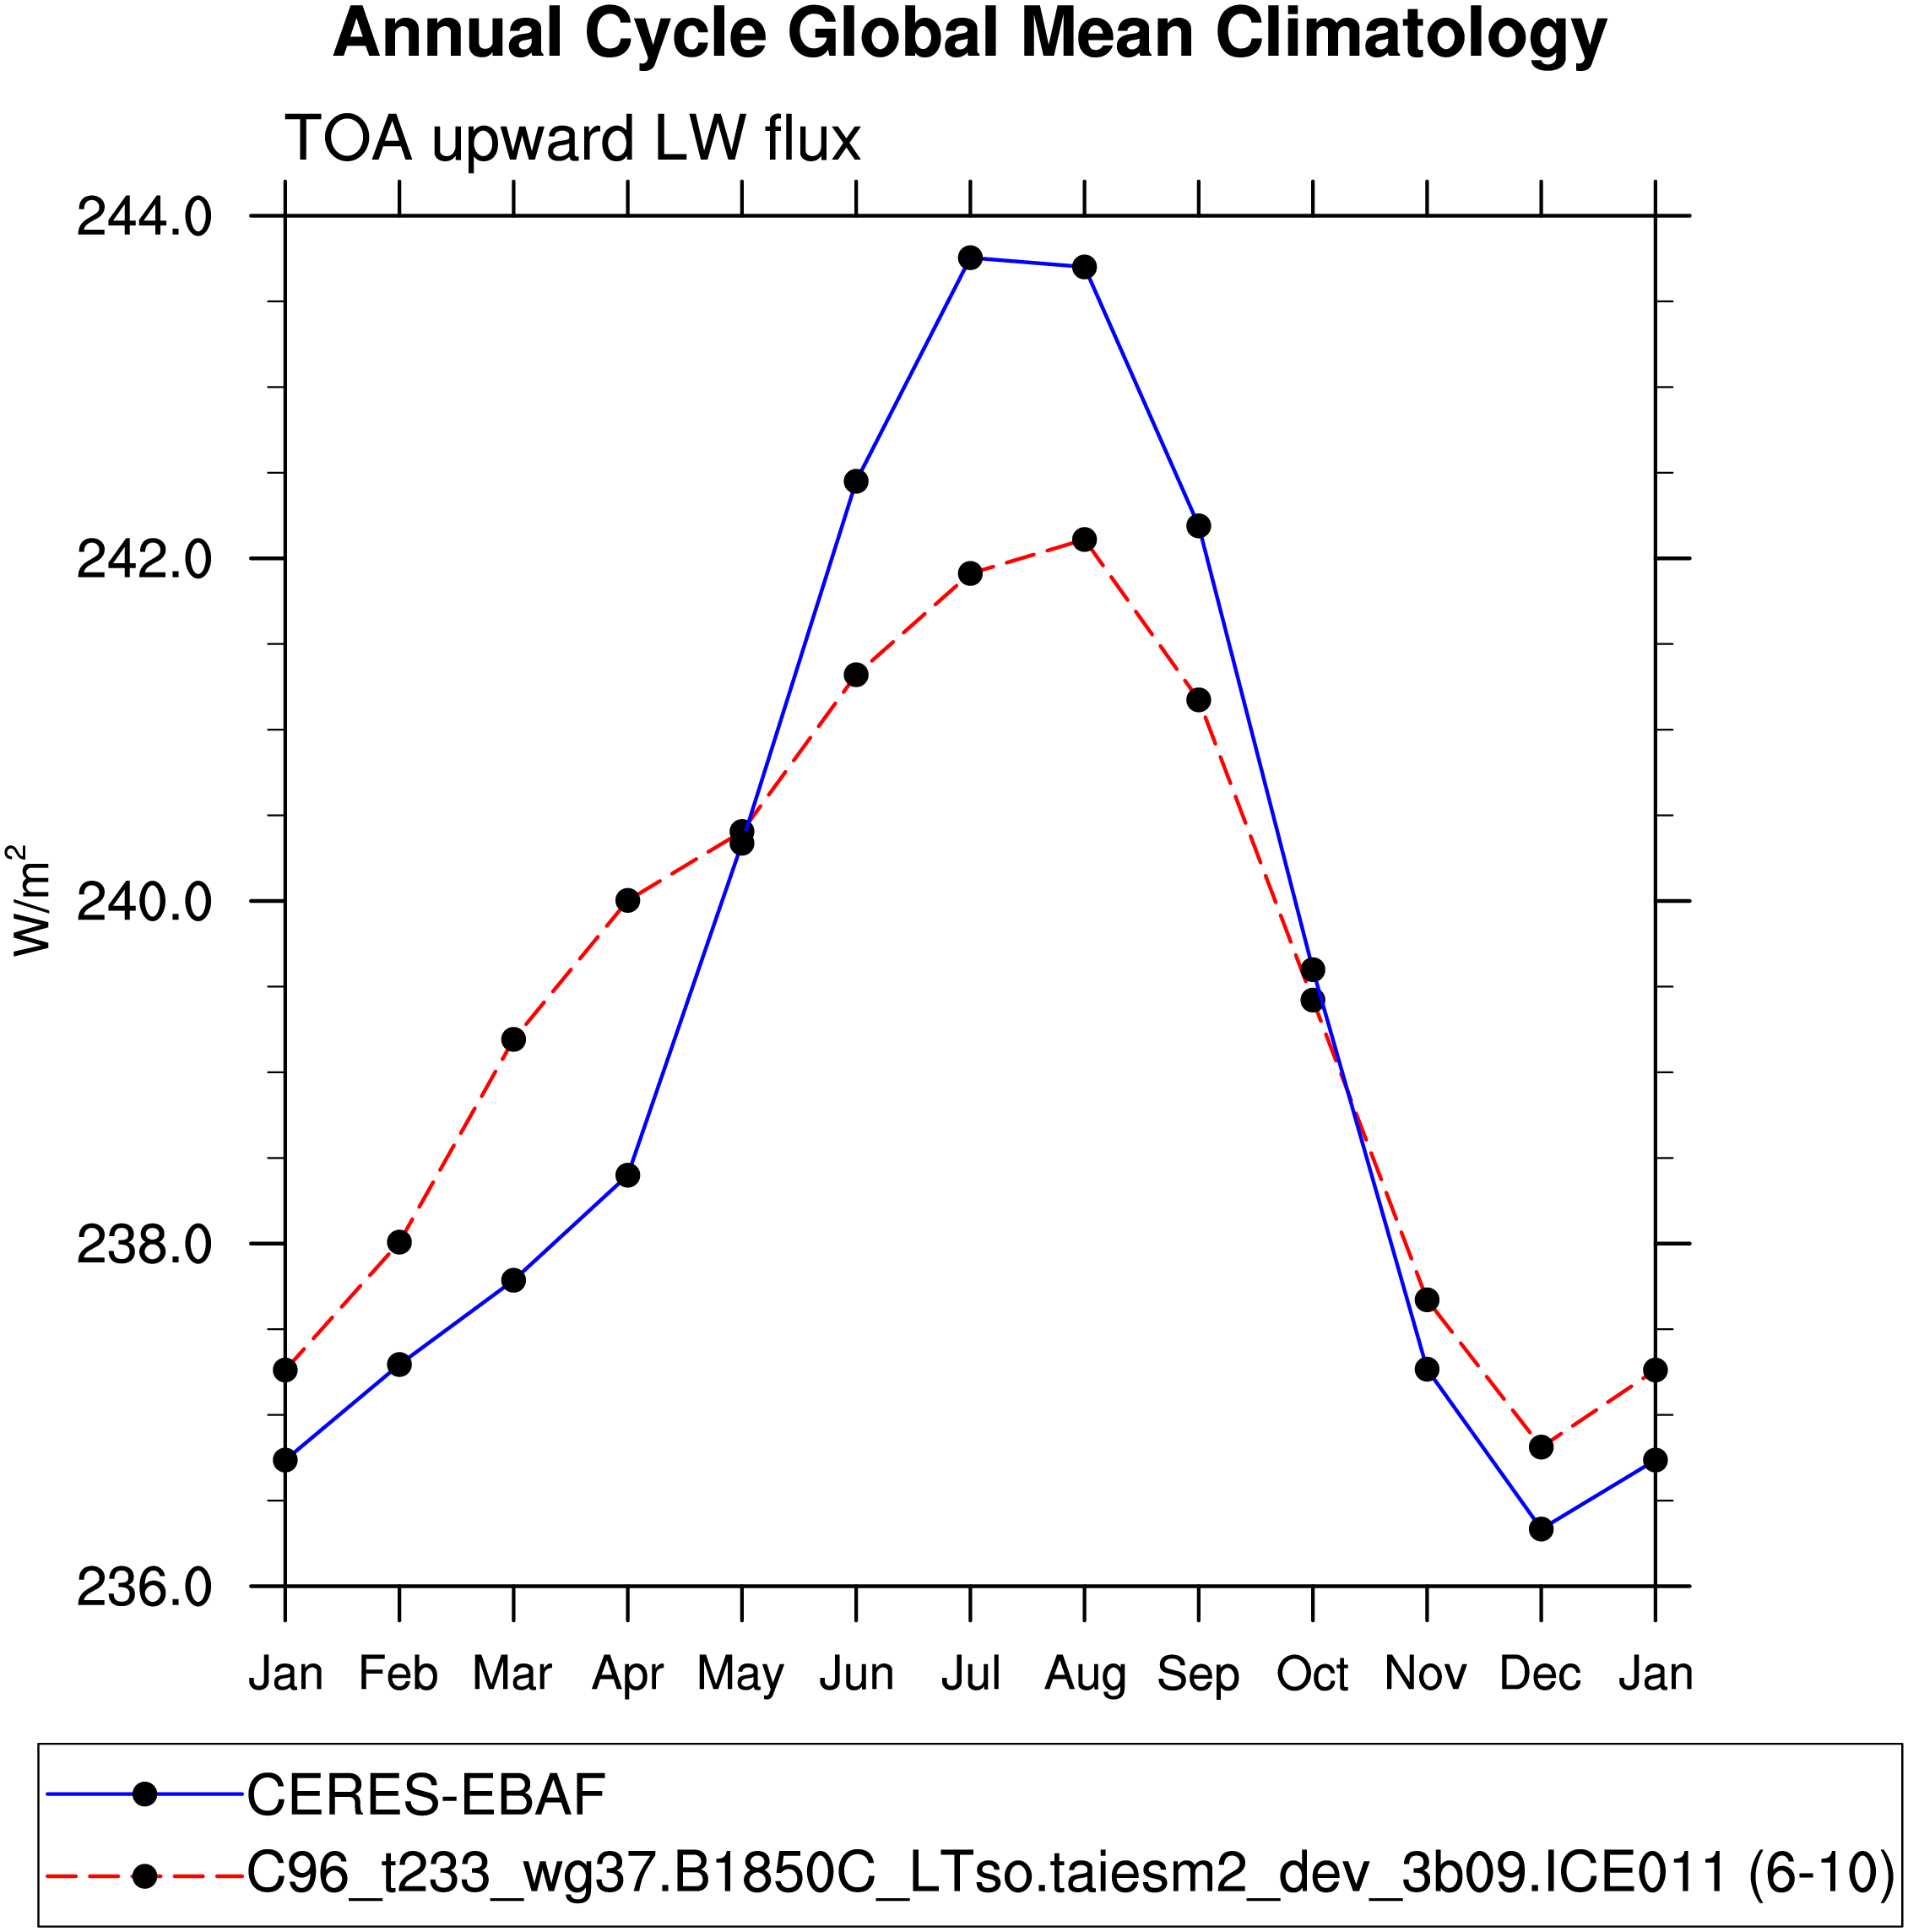 Annual Cycle Global Mean Climatology
TOA upward LW flux
244.0
242.0
240.0
238.0
236.0
W/m²
Jan Feb Mar Apr May Jun Jul Aug Sep Oct Nov Dec Jan
CERES-EBAF
C96_t233_wg37.B1850C_LTso.taiesm2_dev_3b09.ICE011 (6-10)